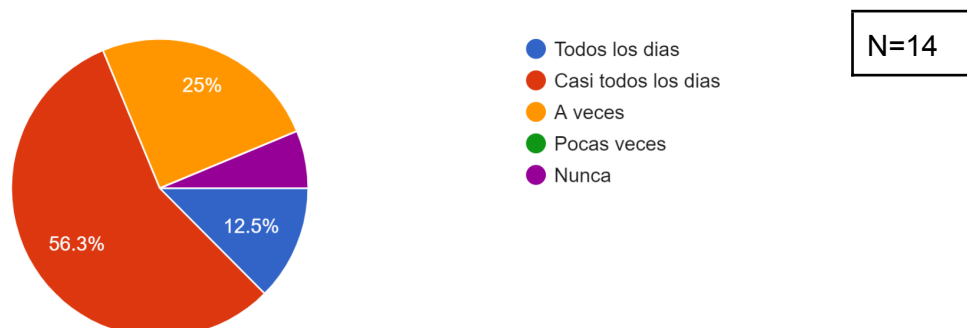 N=14
Todos los dias
Casi todos los dias
A veces
Pocas veces
Nunca
25%
12.5%
56.3%